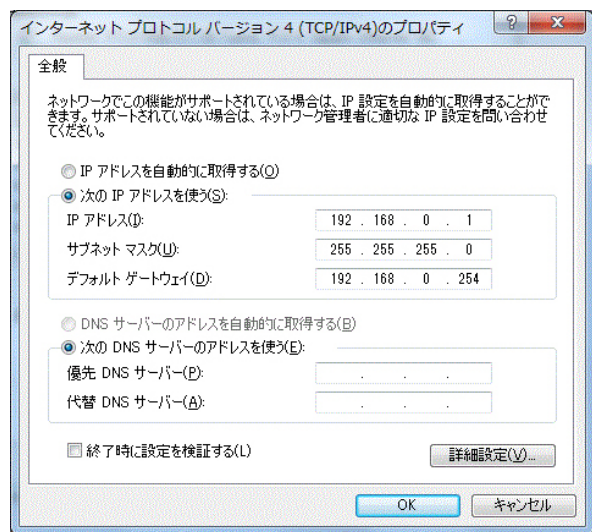 インターネット プロトコル バージョン 4 (TCP/IPv4)のプロパティ
全般
ネットワークでこの機能がサポートされている場合は、IP 設定を自動的に取得することがで
きます。サポートされていない場合は、ネットワーク管理者に適切な IP 設定を問い合わせ
てください。
IP アドレスを自動的に取得する(O)
次の IP アドレスを使う(S):
IP アドレス(I): 192 . 168 . 0 . 1
サブネット マスク(U): 255 . 255 . 255 . 0
デフォルト ゲートウェイ(D): 192 . 168 . 0 . 254
DNS サーバーのアドレスを自動的に取得する(B)
次の DNS サーバーのアドレスを使う(E):
優先 DNS サーバー(P): . . .
代替 DNS サーバー(A): . . .
終了時に設定を検証する(L)
詳細設定(V)...
OK
キャンセル